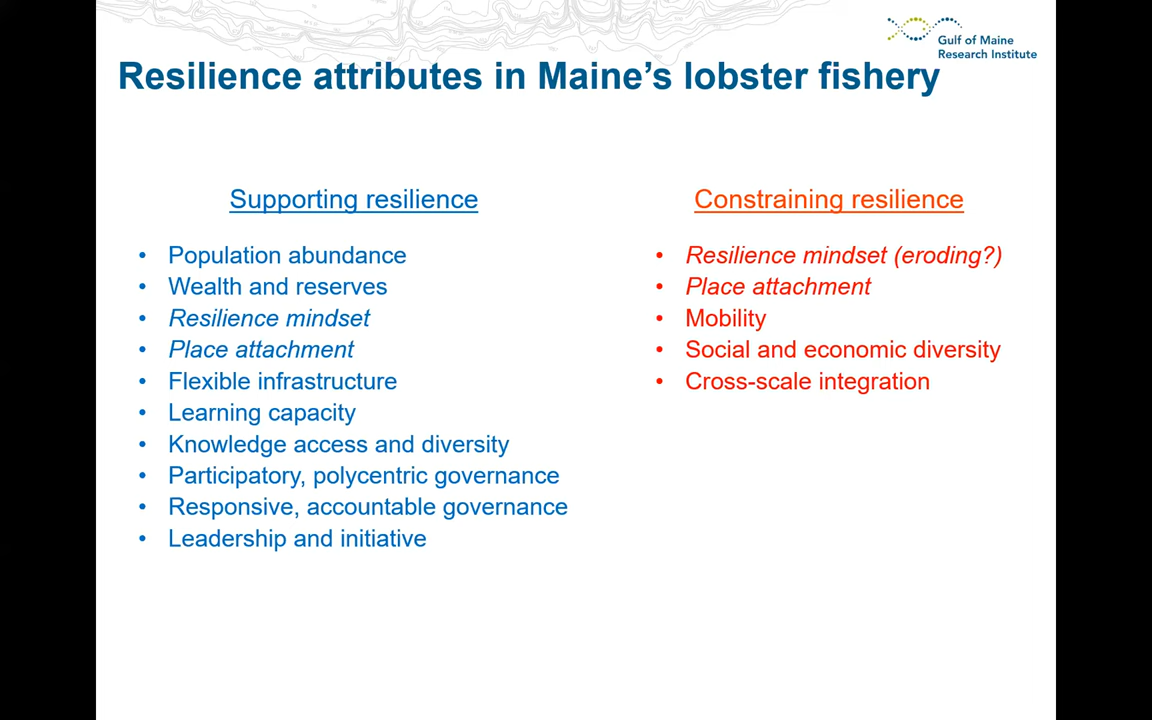 Gulf of Maine
Research Institute
Resilience attributes in Maine's lobster fishery
Supporting resilience
• Population abundance
• Wealth and reserves
• Resilience mindset
• Place attachment
• Flexible infrastructure
• Learning capacity
• Knowledge access and diversity
• Participatory, polycentric governance
• Responsive, accountable governance
• Leadership and initiative
Constraining resilience
• Resilience mindset (eroding?)
• Place attachment
• Mobility
• Social and economic diversity
• Cross-scale integration